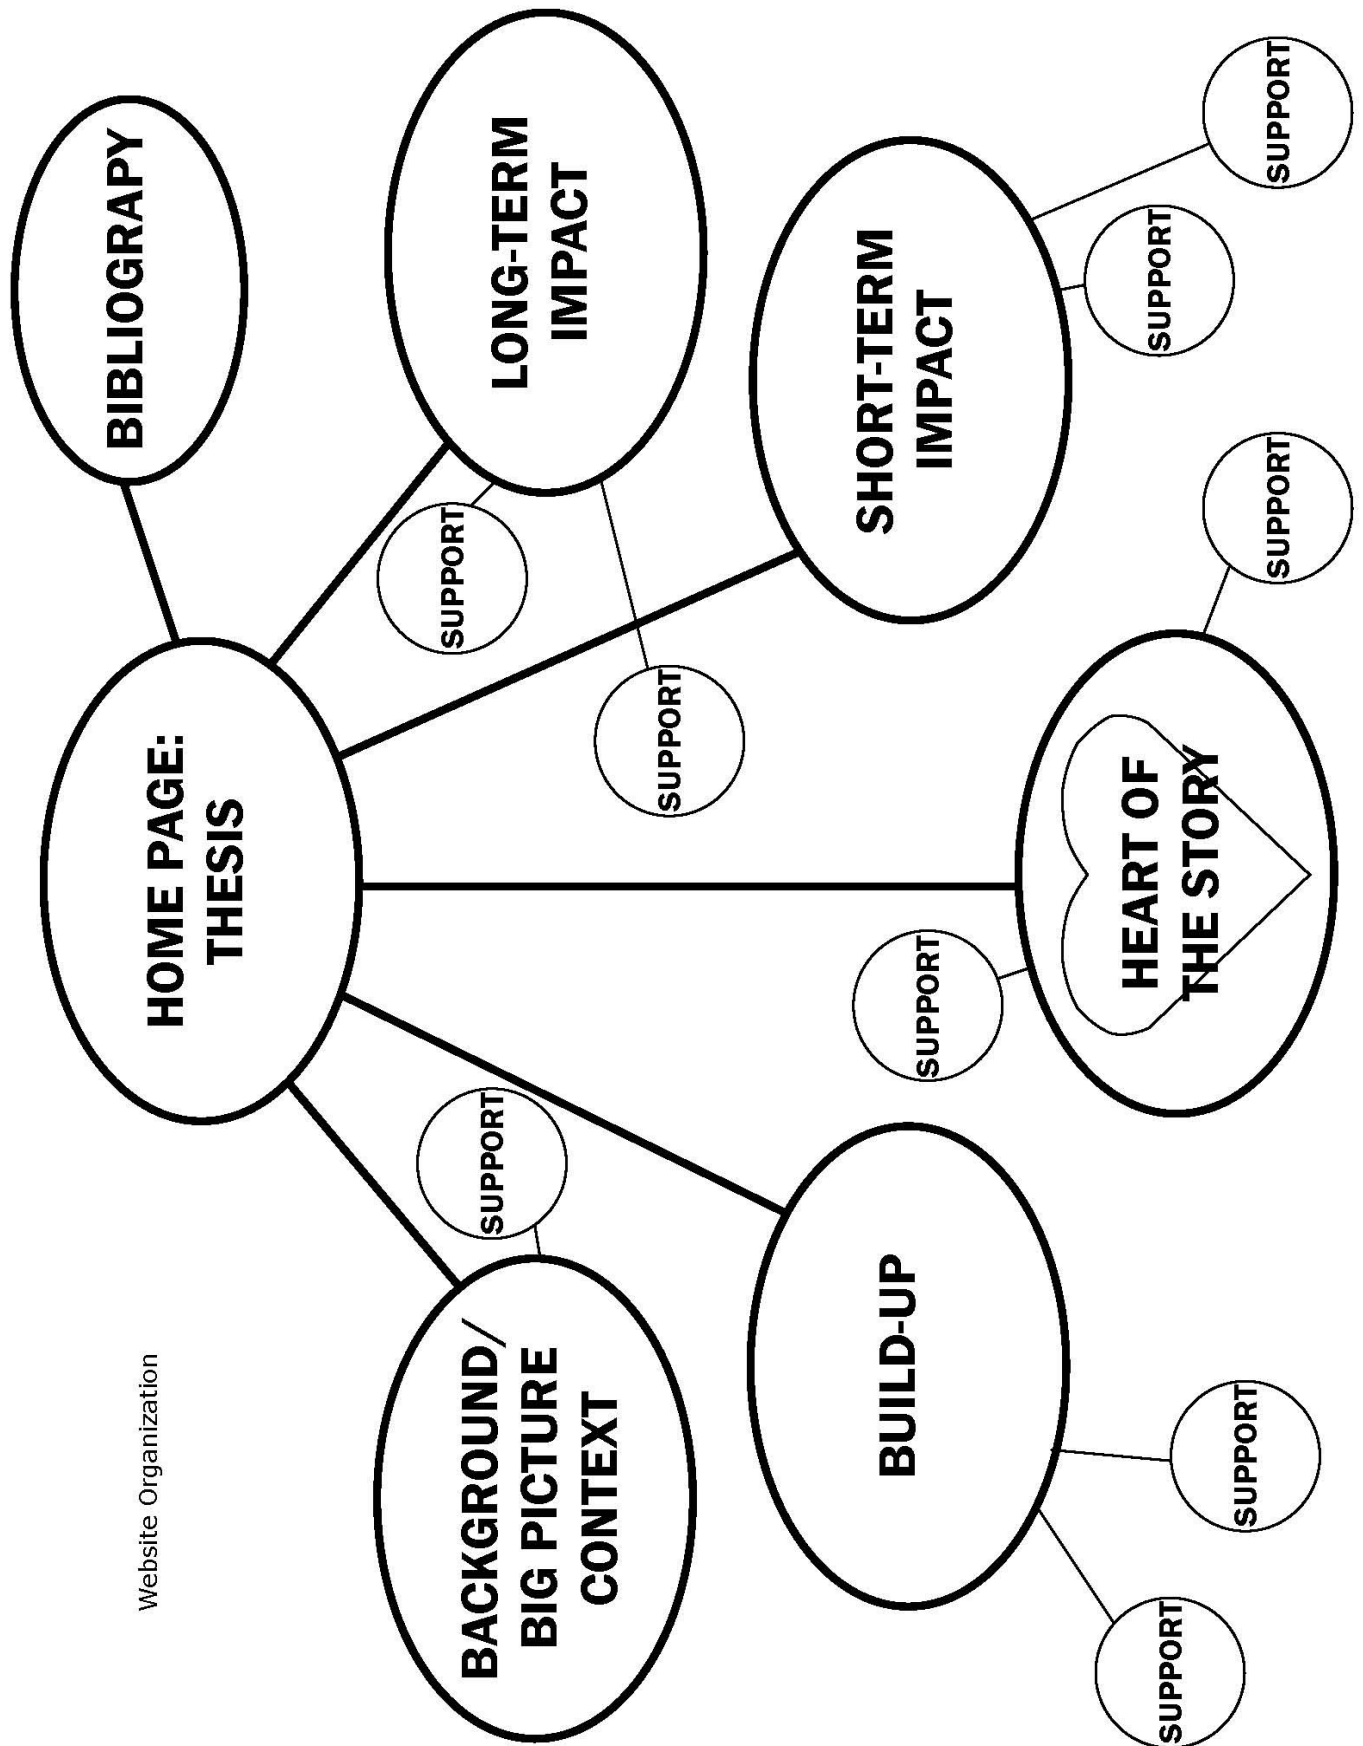 Website Organization
HOME PAGE:
THESIS
BIBLIOGRAPY
BACKGROUND/
BIG PICTURE
CONTEXT
SUPPORT
SUPPORT
LONG-TERM
IMPACT
SUPPORT
BUILD-UP
SUPPORT
SHORT-TERM
IMPACT
HEART OF
THE STORY
SUPPORT
SUPPORT
SUPPORT
SUPPORT
SUPPORT